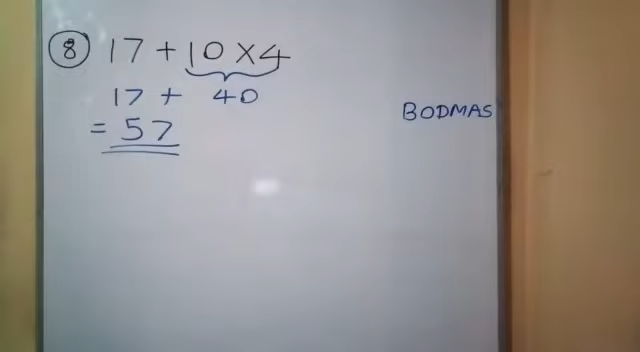 ⑧ 17 + 10 × 4
17 + 40
= 57
BODMAS